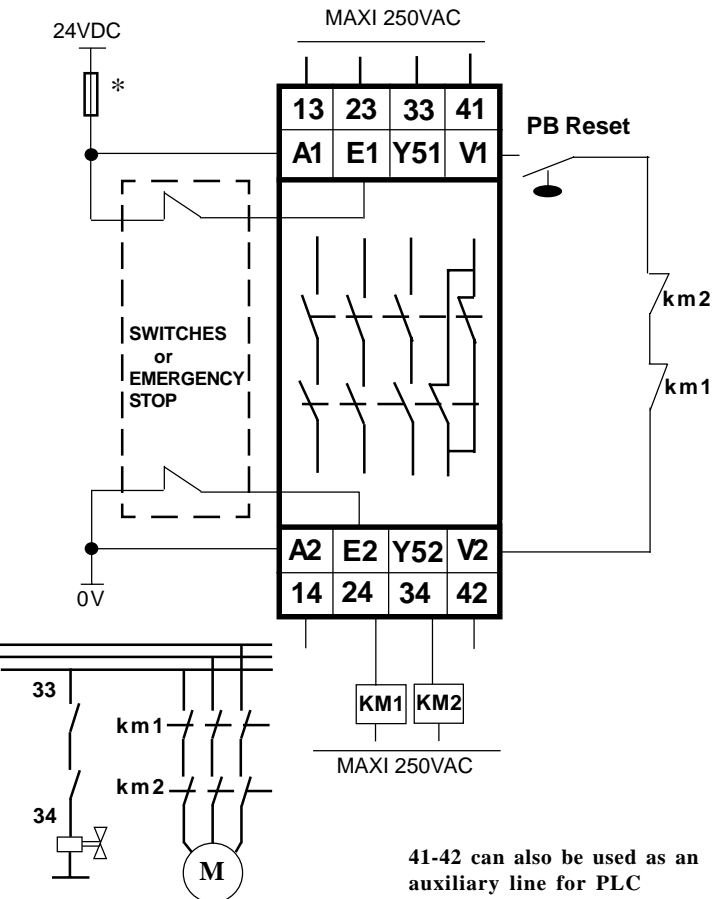 MAXI 250VAC
24VDC
*
13 23 33 41
PB Reset
A1 E1 Y51 V1
km2
SWITCHES
or
EMERGENCY
STOP
km1
A2 E2 Y52 V2
14 24 34 42
0V
33
KM1 KM2
km1
MAXI 250VAC
km2
34
M
41-42 can also be used as an
auxiliary line for PLC